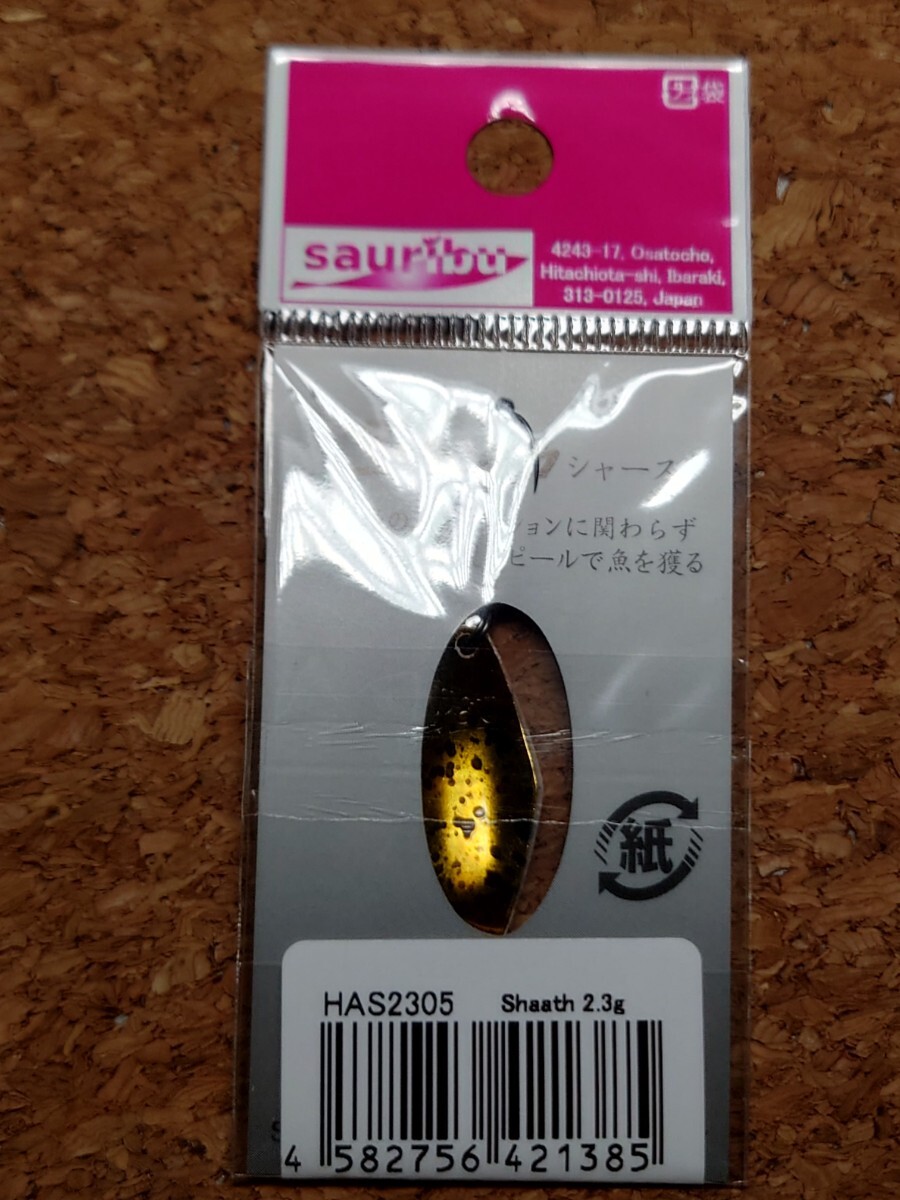 袋
sauribu
4243-17, Osatocho,
Hitachiota-shi, Ibaraki,
313-0125, Japan
シャース
の ョンに関わらず
ピールで魚を獲る
紙
HAS2305 Shaath 2.3g
4 582756 421385